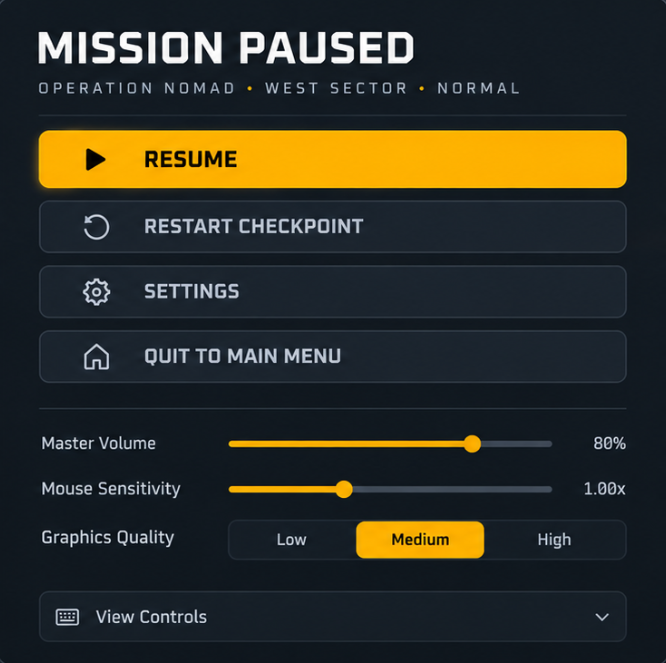 MISSION PAUSED
OPERATION NOMAD • WEST SECTOR • NORMAL
RESUME
RESTART CHECKPOINT
SETTINGS
QUIT TO MAIN MENU
Master Volume 80%
Mouse Sensitivity 1.00x
Graphics Quality Low Medium High
View Controls